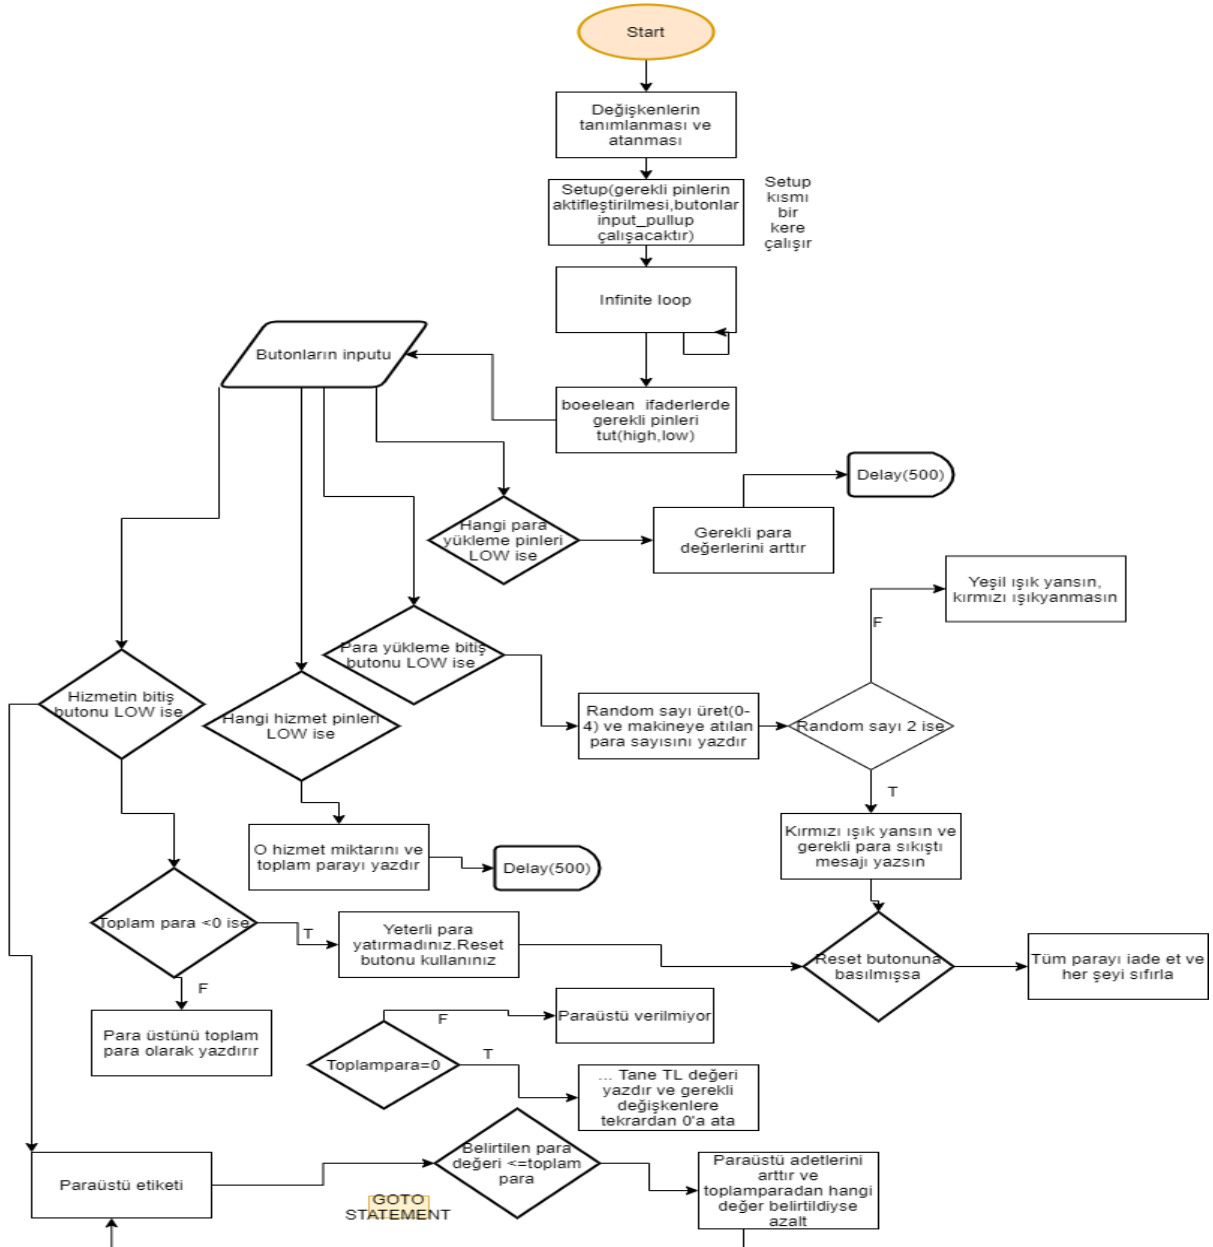 Start
Değişkenlerin
tanımlanması ve
atanması
Setup(gerekli pinlerin
aktifleştirilmesi,butonlar
input_pullup
çalışacaktır)
Setup
kısmı
bir
kere
çalışır
Infinite loop
Butonların inputu
boeelean ifaderlerde
gerekli pinleri
tut(high,low)
Delay(500)
Hangi para
yükleme pinleri
LOW ise
Gerekli para
değerlerini arttır
Yeşil ışık yansın,
kırmızı ışıkyanmasın
F
Para yükleme bitiş
butonu LOW ise
Hizmetin bitiş
butonu LOW ise
Hangi hizmet pinleri
LOW ise
Random sayı üret(0-
4) ve makineye atılan
para sayısını yazdır
Random sayı 2 ise
T
Kırmızı ışık yansın ve
gerekli para sıkıştı
mesajı yazsın
O hizmet miktarını ve
toplam parayı yazdır
Delay(500)
Toplam para <0 ise
T
Yeterli para
yatırmadınız.Reset
butonu kullanınız
Reset butonuna
basılmışsa
Tüm parayı iade et ve
her şeyi sıfırla
F
Para üstünü toplam
para olarak yazdırır
F
Paraüstü verilmiyor
Toplampara=0
T
... Tane TL değeri
yazdır ve gerekli
değişkenlere
tekrardan 0'a ata
Belirtilen para
değeri <=toplam
para
Paraüstü etiketi
GOTO
STATEMENT
Paraüstü adetlerini
arttır ve
toplamparadan hangi
değer belirtildiyse
azalt